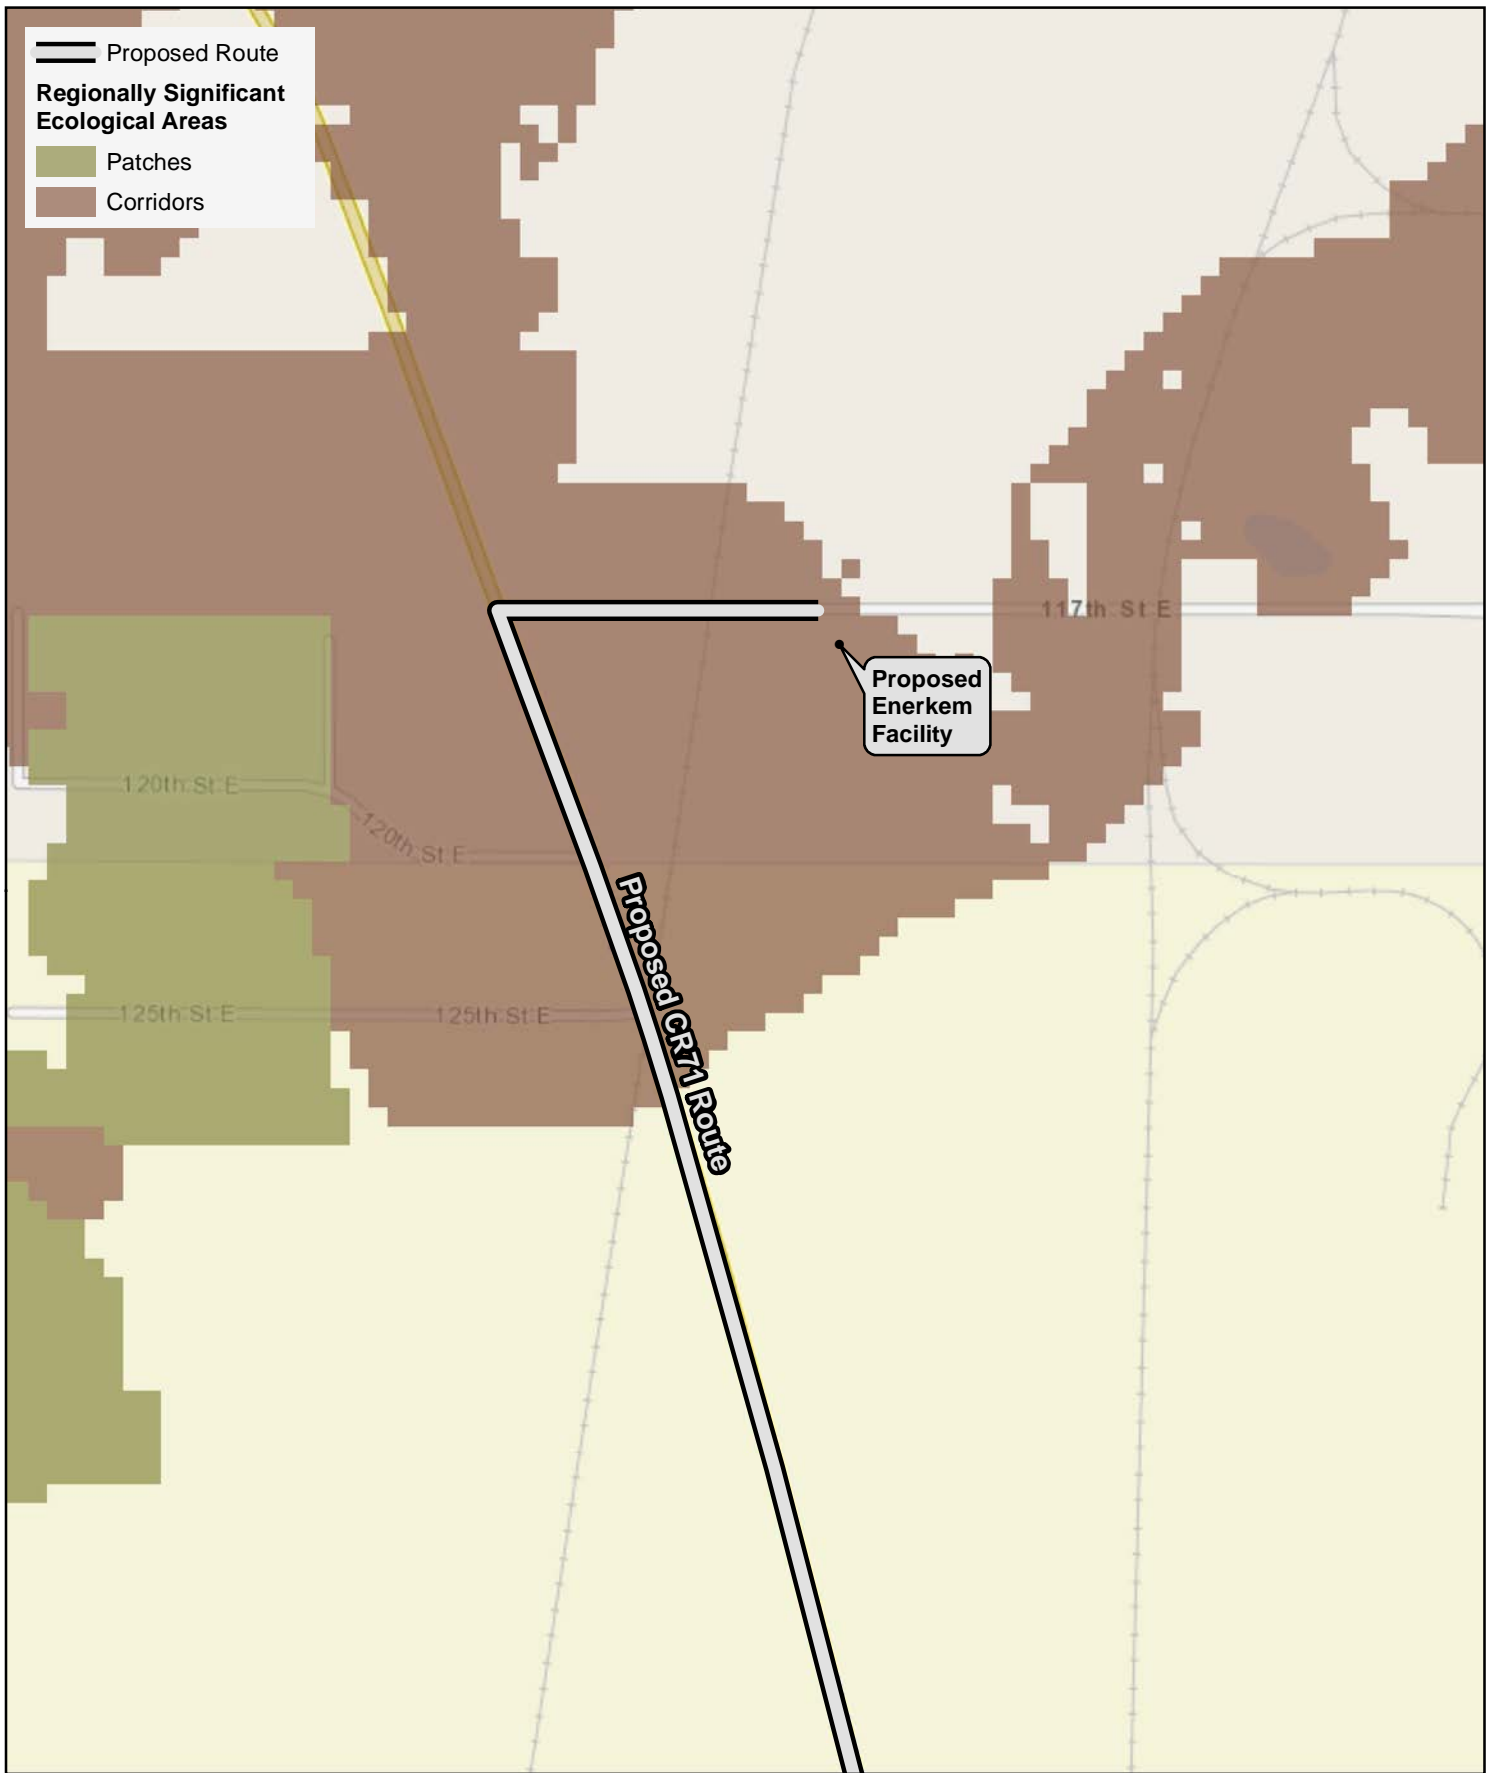 Proposed Route
Regionally Significant
Ecological Areas
Patches
Corridors
117th St E
Proposed
Enerkem
Facility
120th St E
120th St E
Proposed CR71 Route
125th St E
125th St E